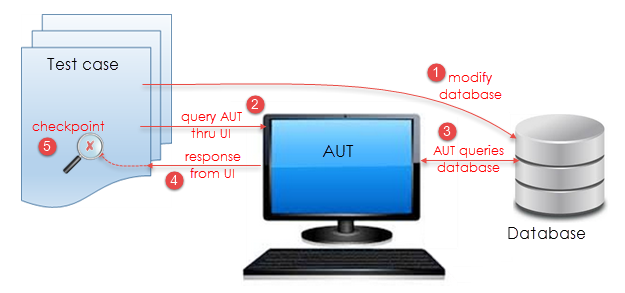 Test case
1
modify
database
2
query AUT
thru UI
checkpoint
5
x
3
AUT queries
database
AUT
response
from UI
4
Database